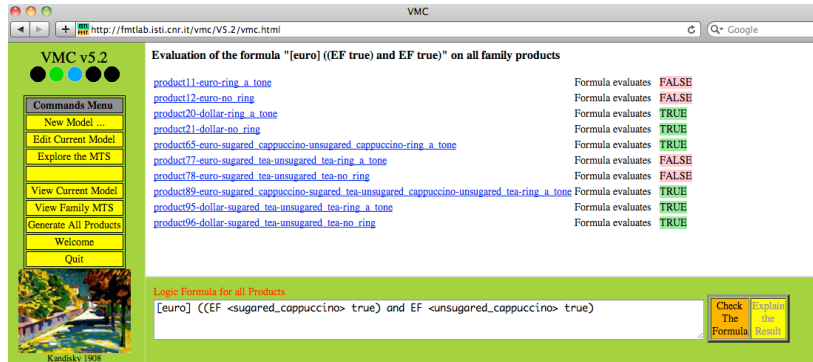 VMC
http://fmtlab.isti.cnr.it/vmc/V5.2/vmc.html
Google
VMC v5.2
Commands Menu
New Model ...
Edit Current Model
Explore the MTS
View Current Model
View Family MTS
Generate All Products
Welcome
Quit
Kandisky 1908
Evaluation of the formula "[euro] ((EF true) and EF true)" on all family products
product11-euro-ring_a_tone Formula evaluates FALSE
product12-euro-no_ring Formula evaluates FALSE
product20-dollar-ring_a_tone Formula evaluates TRUE
product21-dollar-no_ring Formula evaluates TRUE
product65-euro-sugared_cappuccino-unsugared_cappuccino-ring_a_tone Formula evaluates TRUE
product77-euro-sugared_tea-unsugared_tea-ring_a_tone Formula evaluates FALSE
product78-euro-sugared_tea-unsugared_tea-no_ring Formula evaluates FALSE
product89-euro-sugared_cappuccino-sugared_tea-unsugared_cappuccino-unsugared_tea-ring_a_tone Formula evaluates TRUE
product95-dollar-sugared_tea-unsugared_tea-ring_a_tone Formula evaluates TRUE
product96-dollar-sugared_tea-unsugared_tea-no_ring Formula evaluates TRUE
Logic Formula for all Products
[euro] ((EF <sugared_cappuccino> true) and EF <unsugared_cappuccino> true)
Check
The
Formula
Explain
the
Result